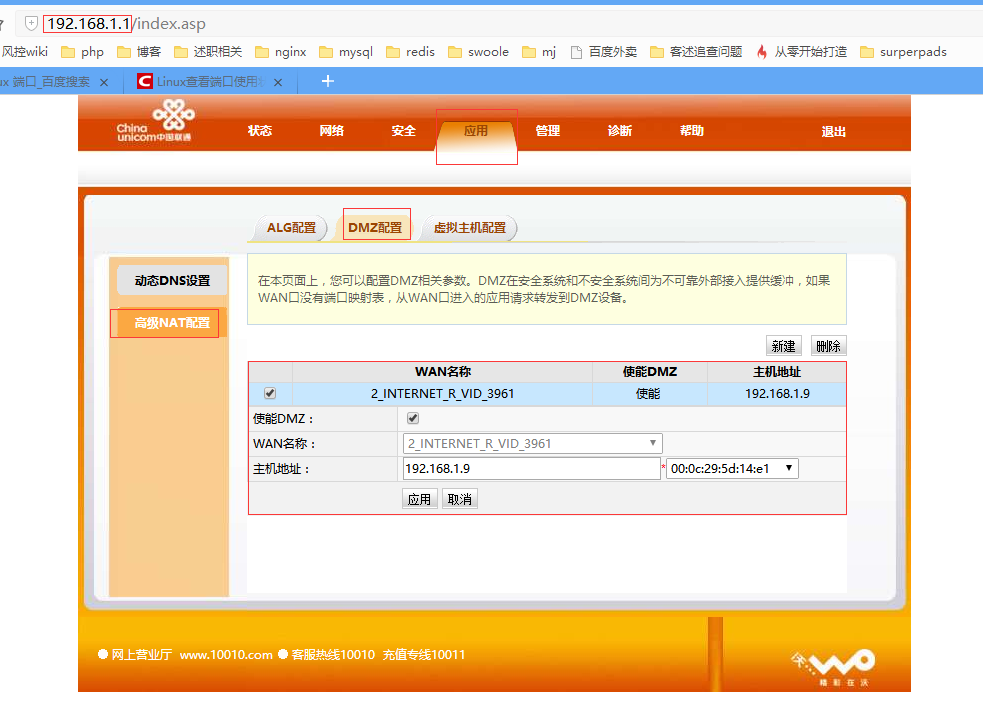 192.168.1.1/index.asp
风控wiki php 博客 述职相关 nginx mysql redis swoole mj 百度外卖 客述追查问题 从零开始打造 surperpads
ux 端口_百度搜索 × Linux查看端口使用 × +
China unicom中国联通
状态 网络 安全 应用 管理 诊断 帮助 退出
ALG配置 DMZ配置 虚拟主机配置
动态DNS设置
高级NAT配置
在本页面上，您可以配置DMZ相关参数。DMZ在安全系统和不安全系统间为不可靠外部接入提供缓冲，如果
WAN口没有端口映射表，从WAN口进入的应用请求转发到DMZ设备。
新建 删除
WAN名称 使能DMZ 主机地址
2_INTERNET_R_VID_3961 使能 192.168.1.9
使能DMZ：
WAN名称： 2_INTERNET_R_VID_3961
主机地址： 192.168.1.9 * 00:0c:29:5d:14:e1
应用 取消
网上营业厅 www.10010.com 客服热线10010 充值专线10011
沃...
精彩在沃